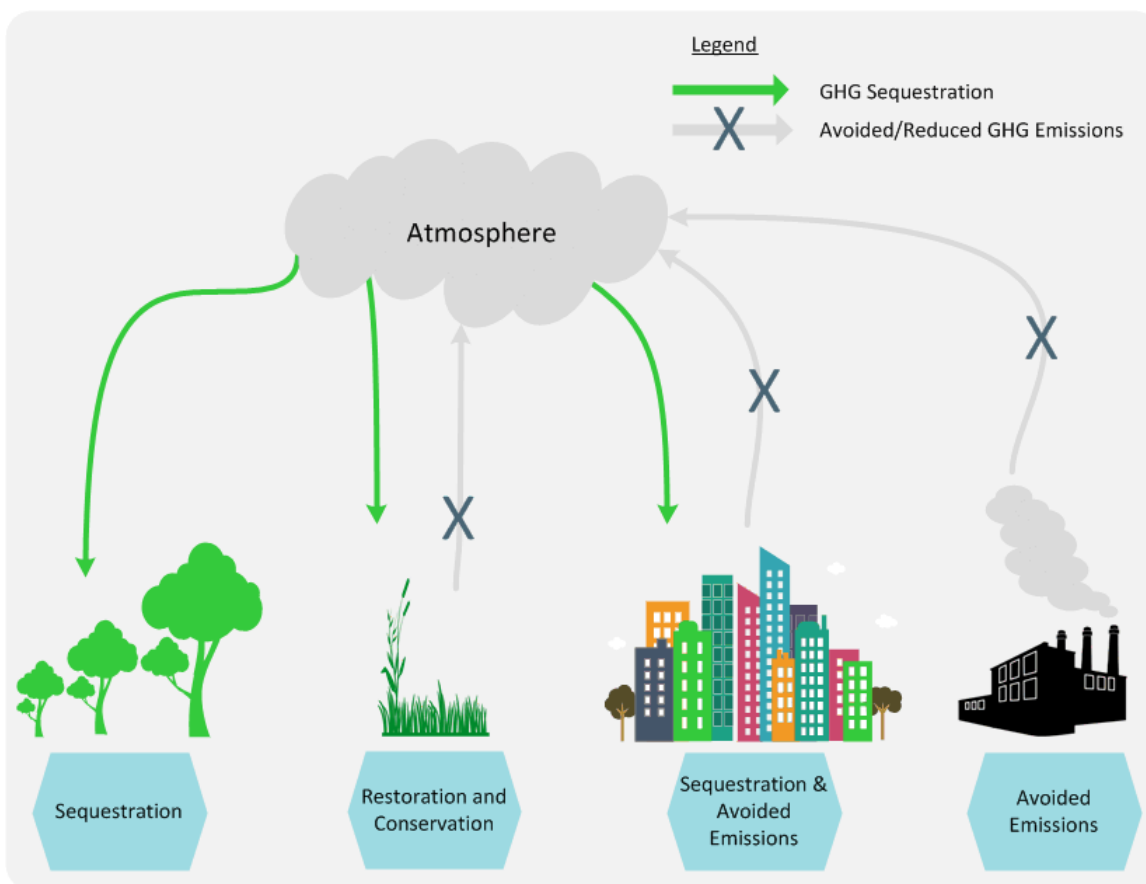 Legend
GHG Sequestration
X
Avoided/Reduced GHG Emissions
Atmosphere
X
X
X
Sequestration
Restoration and
Conservation
Sequestration &
Avoided
Emissions
Avoided
Emissions